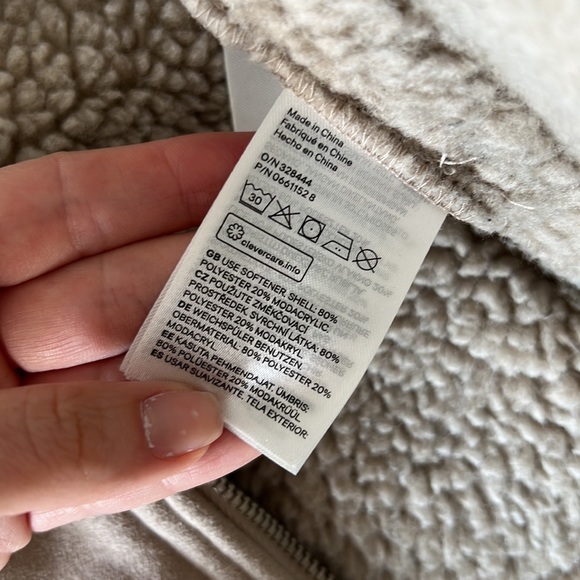 Made in China
Fabriqué en Chine
Hecho en China
O/N 328444
P/N 0661152 8
30
clevercare.info
GB USE SOFTENER SHELL 80%
POLYESTER 20% MODACRYLIC
CZ POUŽIJTE ZMĚKČOVACÍ
PROSTŘEDEK. SVRCHNÍ LÁTKA: 80%
POLYESTER 20% MODAKRYL
DE WEICHSPÜLER BENUTZEN.
OBERMATERIAL: 80% POLYESTER 20%
MODACRYL
EE KASUTA PEHMENDAJAT. ÜMBRIS:
80% POLÜESTER 20% MODAKRÜÜL
ES USAR SUAVIZANTE, TELA EXTERIOR: